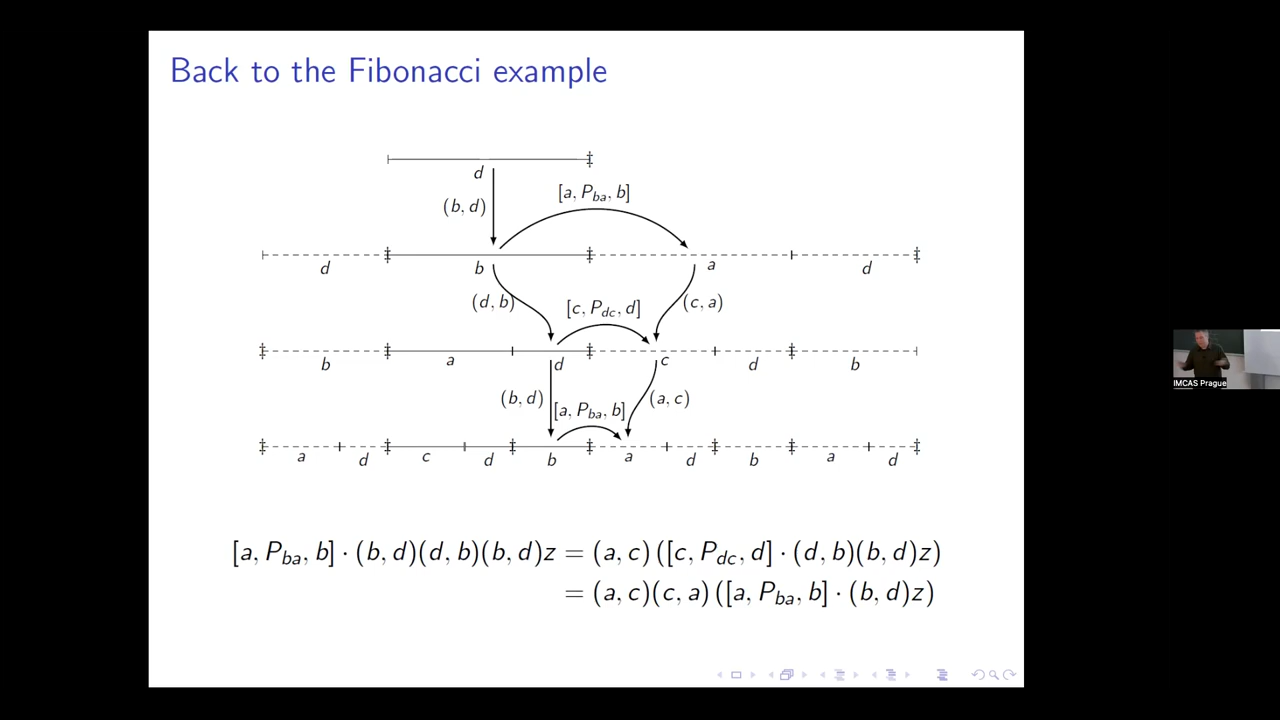 Back to the Fibonacci example
d
(b, d)
[a, P_ba, b]
d b a d
(d, b) [c, P_dc, d] (c, a)
b a d c d b
(b, d) [a, P_ba, b] (a, c)
a d c d b a d b a d
[a, P_ba, b] · (b, d)(d, b)(b, d)z = (a, c) ([c, P_dc, d] · (d, b)(b, d)z)
= (a, c)(c, a) ([a, P_ba, b] · (b, d)z)
IMCAS Prague